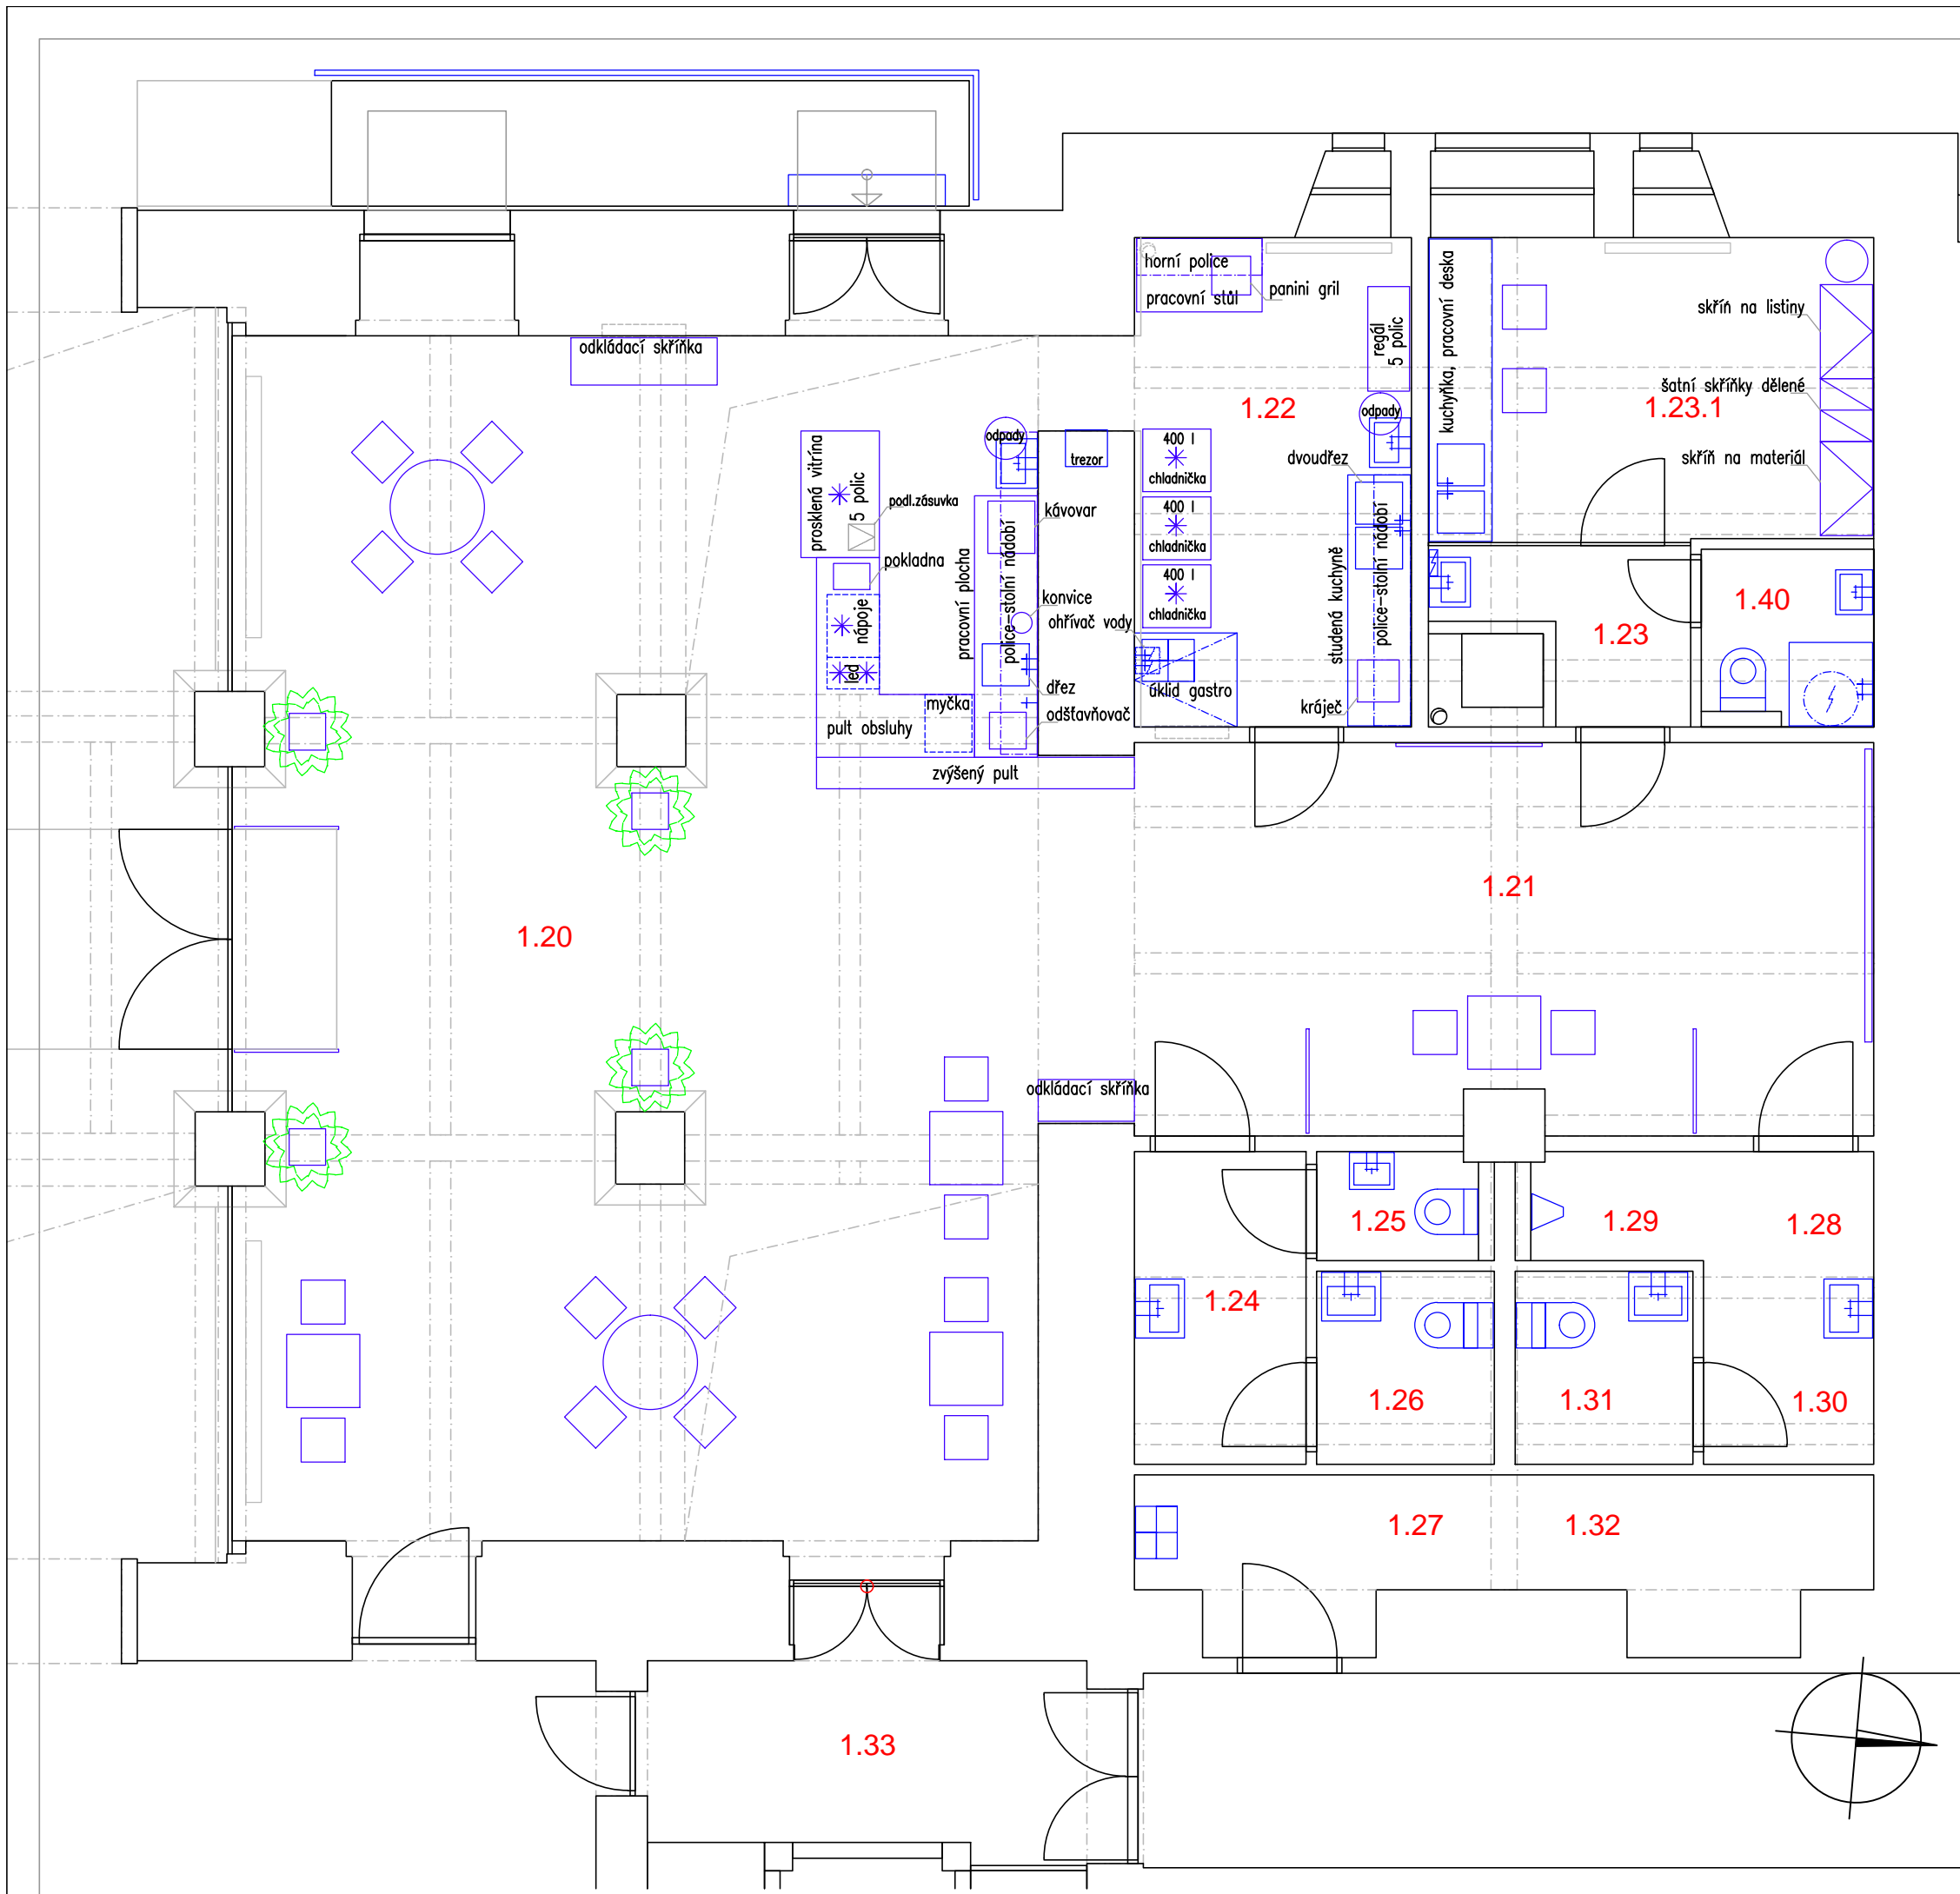 horní police
pracovní stůl
panini gril
regál
5 polic
kuchyňka, pracovní deska
skříň na listiny
šatní skříňky dělené
skříň na materiál
1.22
1.23.1
odkládací skříňka
odpady
odpady
trezor
400 l
chladnička
400 l
chladnička
400 l
chladnička
dvoudřez
prosklená vitrína
5 polic
podl.zásuvka
kávovar
pokladna
pracovní plocha
police-stolní nádobí
nápoje
led
konvice
ohřívač vody
studená kuchyně
police-stolní nádobí
1.40
1.23
dřez
úklid gastro
kráječ
myčka
odšťavňovač
pult obsluhy
zvýšený pult
1.21
1.20
odkládací skříňka
1.25
1.29
1.28
1.24
1.26
1.31
1.30
1.27
1.32
1.33